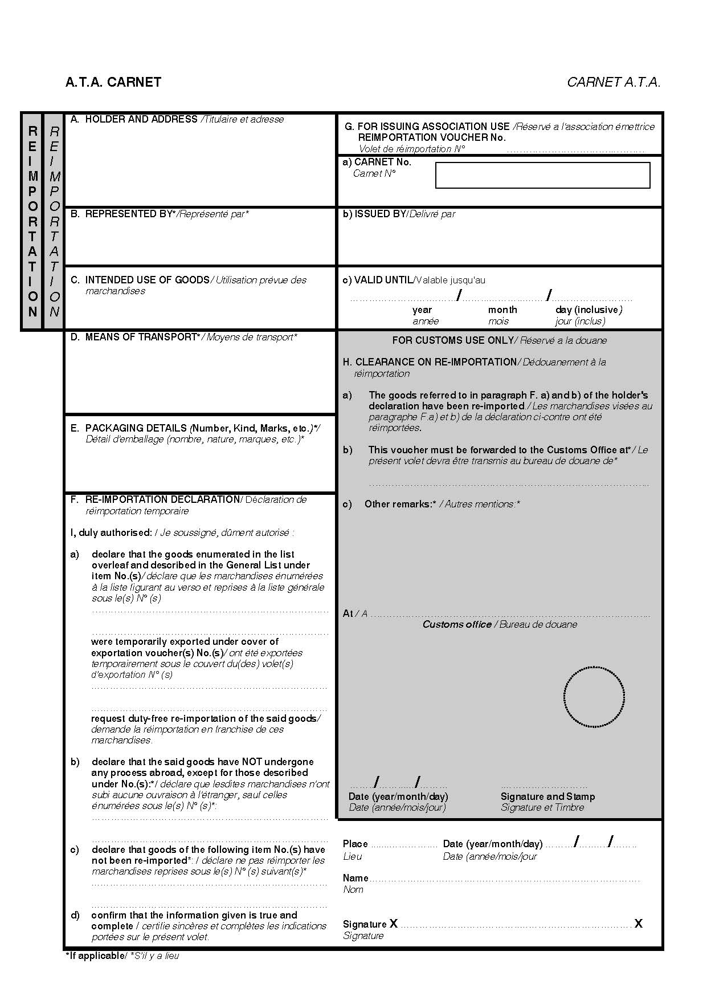 A.T.A. CARNET
CARNET A.T.A.
REIMPORTATION
REIMPORTATION
A. HOLDER AND ADDRESS /Titulaire et adresse
G. FOR ISSUING ASSOCIATION USE /Réservé a l'association émettrice
REIMPORTATION VOUCHER No.
Volet de réimportation N° ................................................
a) CARNET No.
Carnet N°
B. REPRESENTED BY*/Représenté par*
b) ISSUED BY/Delivré par
C. INTENDED USE OF GOODS/ Utilisation prévue des
marchandises
c) VALID UNTIL/Valable jusqu'au
................................../............................/..........................
year month day (inclusive)
année mois jour (inclus)
D. MEANS OF TRANSPORT*/ Moyens de transport*
E. PACKAGING DETAILS (Number, Kind, Marks, etc.)*/
Détail d'emballage (nombre, nature, marques, etc.)*
F. RE-IMPORTATION DECLARATION/ Déclaration de
réimportation temporaire
I, duly authorised: / Je soussigné, dûment autorisé :
a) declare that the goods enumerated in the list
overleaf and described in the General List under
item No.(s)/ déclare que les marchandises énumérées
à la liste figurant au verso et reprises à la liste générale
sous le(s) N° (s)
...........................................................................
...........................................................................
were temporarily exported under cover of
exportation voucher(s) No.(s)/ ont été exportées
temporairement sous le couvert du(des) volet(s)
d'exportation N° (s)
...........................................................................
...........................................................................
request duty-free re-importation of the said goods/
demande la réimportation en franchise de ces
marchandises.
b) declare that the said goods have NOT undergone
any process abroad, except for those described
under No.(s):*/ déclare que lesdites marchandises n'ont
subi aucune ouvraison à l'étranger, sauf celles
énumérées sous le(s) N° (s)*:
...........................................................................
...........................................................................
c) declare that goods of the following item No.(s) have
not been re-imported*: / déclare ne pas réimporter les
marchandises reprises sous le(s) N° (s) suivant(s)*
...........................................................................
...........................................................................
d) confirm that the information given is true and
complete / certifie sincères et complètes les indications
portées sur le présent volet.
FOR CUSTOMS USE ONLY/ Réservé a la douane
H. CLEARANCE ON RE-IMPORTATION/ Dédouanement à la
réimportation
a) The goods referred to in paragraph F. a) and b) of the holder's
declaration have been re-imported./ Les marchandises visées au
paragraphe F.a) et b) de la déclaration ci-contre ont été
réimportées.
b) This voucher must be forwarded to the Customs Office at*/ Le
présent volet devra être transmis au bureau de douane de*
.........................................................................................
c) Other remarks:* / Autres mentions:*
At / A .........................................................................................
Customs office / Bureau de douane
......../............/......... ............................
Date (year/month/day) Signature and Stamp
Date (année/mois/jour) Signature et Timbre
Place ......................... Date (year/month/day) ........./........../........
Lieu Date (année/mois/jour
Name......................................................................................
Nom
Signature X .......................................................................... X
Signature
*If applicable/ *S'il y a lieu